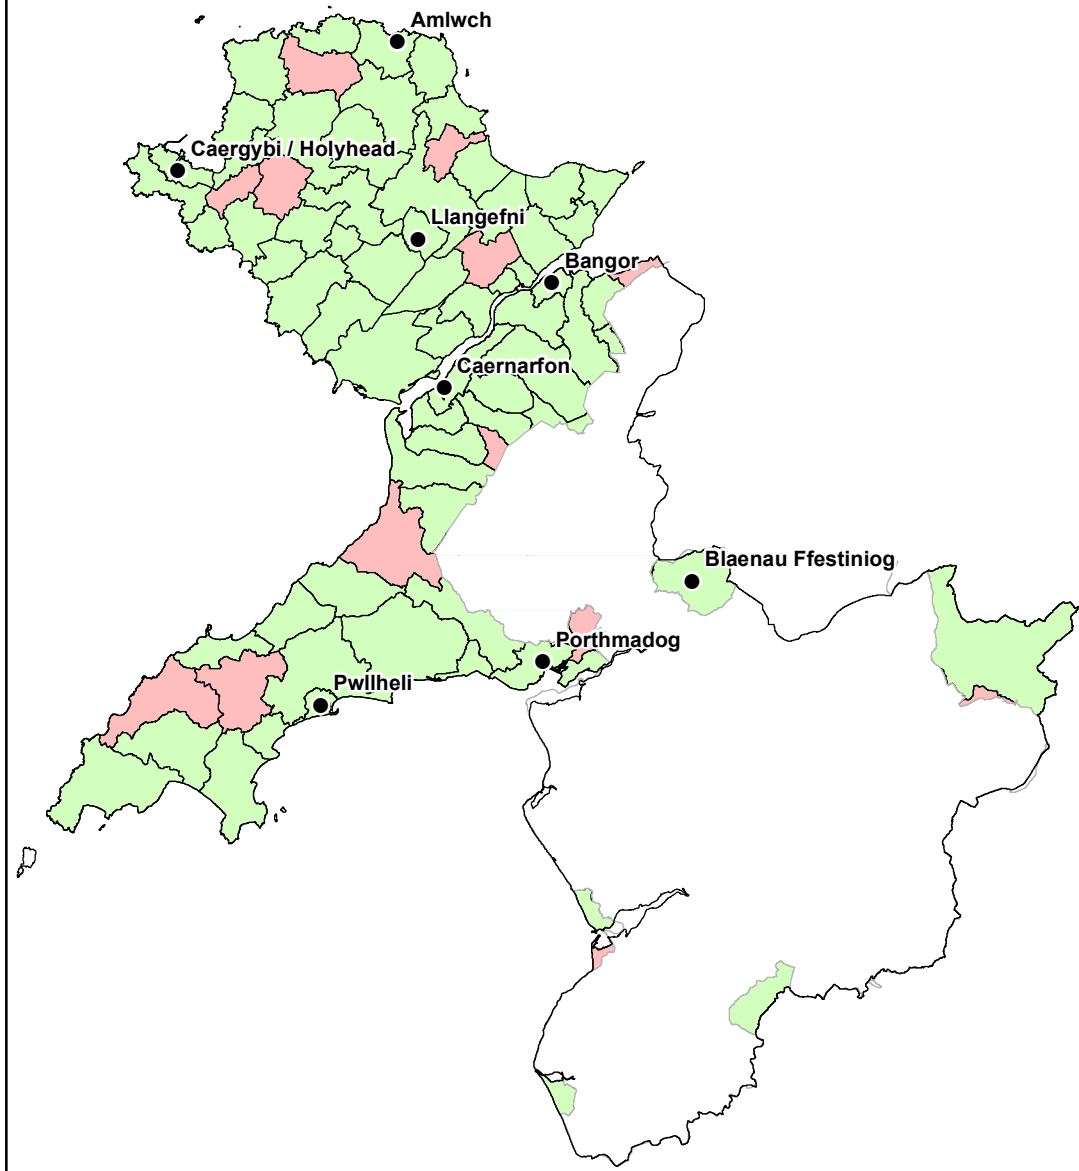 Amlwch
Caergybi / Holyhead
Llangefni
Bangor
Caernarfon
Blaenau Ffestiniog
Porthmadog
Pwllheli